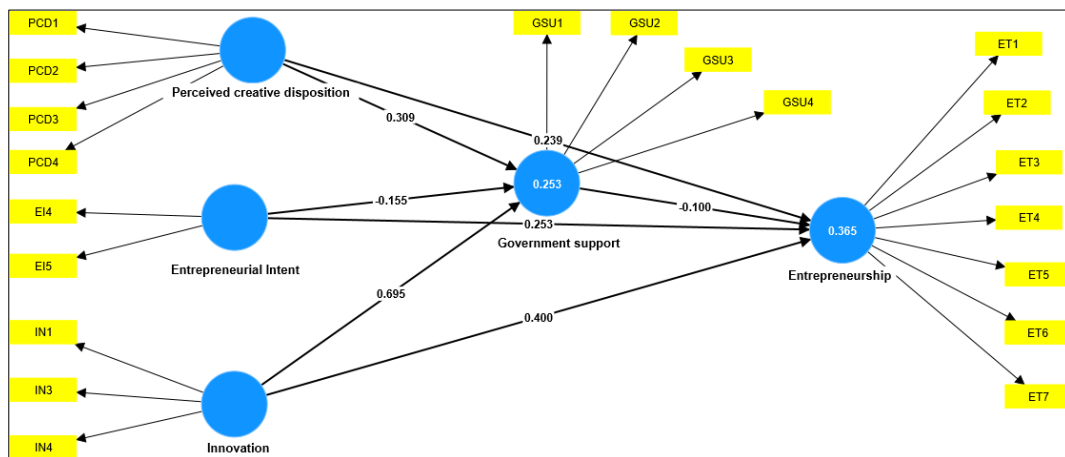 PCD1
PCD2
PCD3
PCD4
Perceived creative disposition
EI4
EI5
Entrepreneurial Intent
IN1
IN3
IN4
Innovation
0.309
-0.155
0.695
0.239
0.253
0.400
GSU1
GSU2
GSU3
GSU4
0.253
Government support
-0.100
0.365
Entrepreneurship
ET1
ET2
ET3
ET4
ET5
ET6
ET7